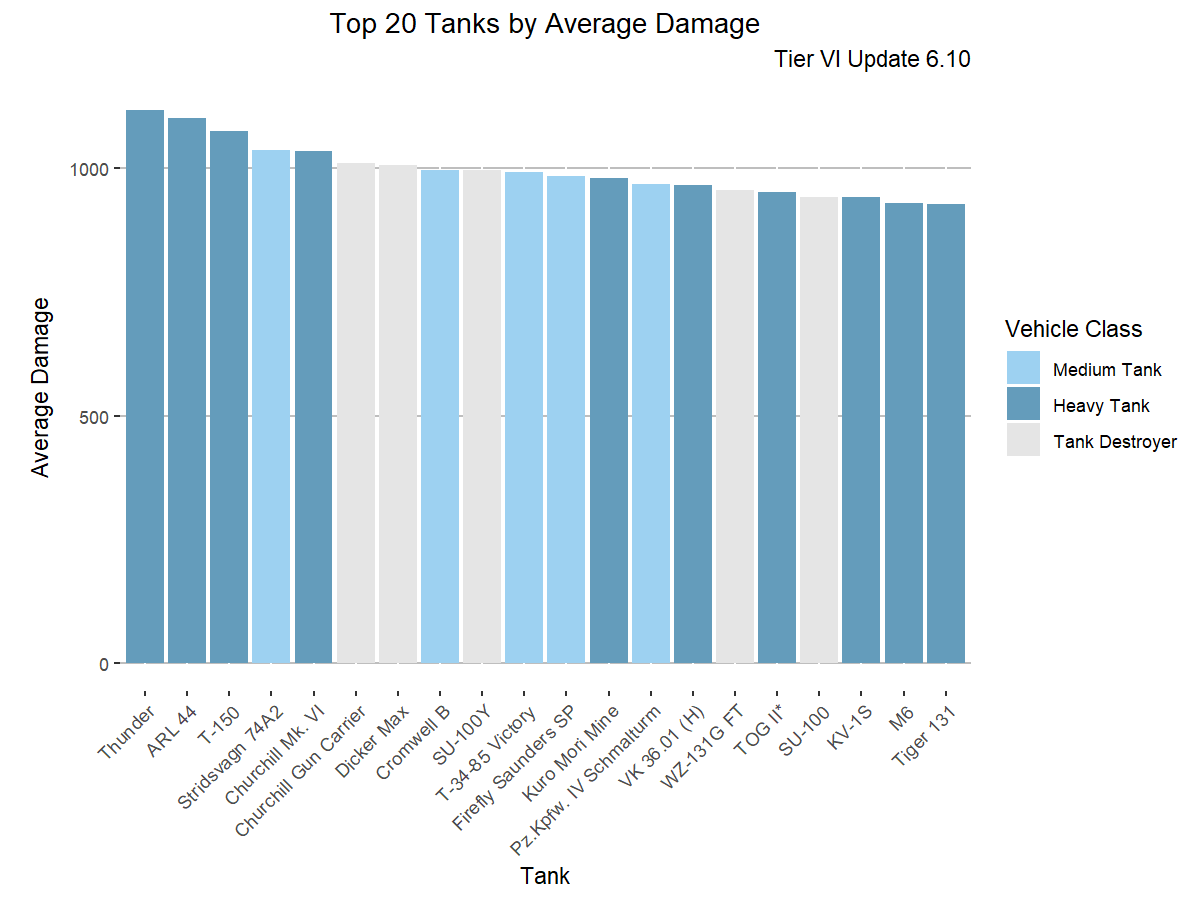 Top 20 Tanks by Average Damage
Tier VI Update 6.10
Average Damage
1000
500
0
Thunder
ARL 44
T-150
Stridsvagn 74A2
Churchill Mk. VI
Churchill Gun Carrier
Dicker Max
Cromwell B
SU-100Y
T-34-85 Victory
Firefly Saunders SP
Kuro Mori Mine
Pz.Kpfw. IV Schmalturm
VK 36.01 (H)
WZ-131G FT
TOG II*
SU-100
KV-1S
M6
Tiger 131
Tank
Vehicle Class
Medium Tank
Heavy Tank
Tank Destroyer